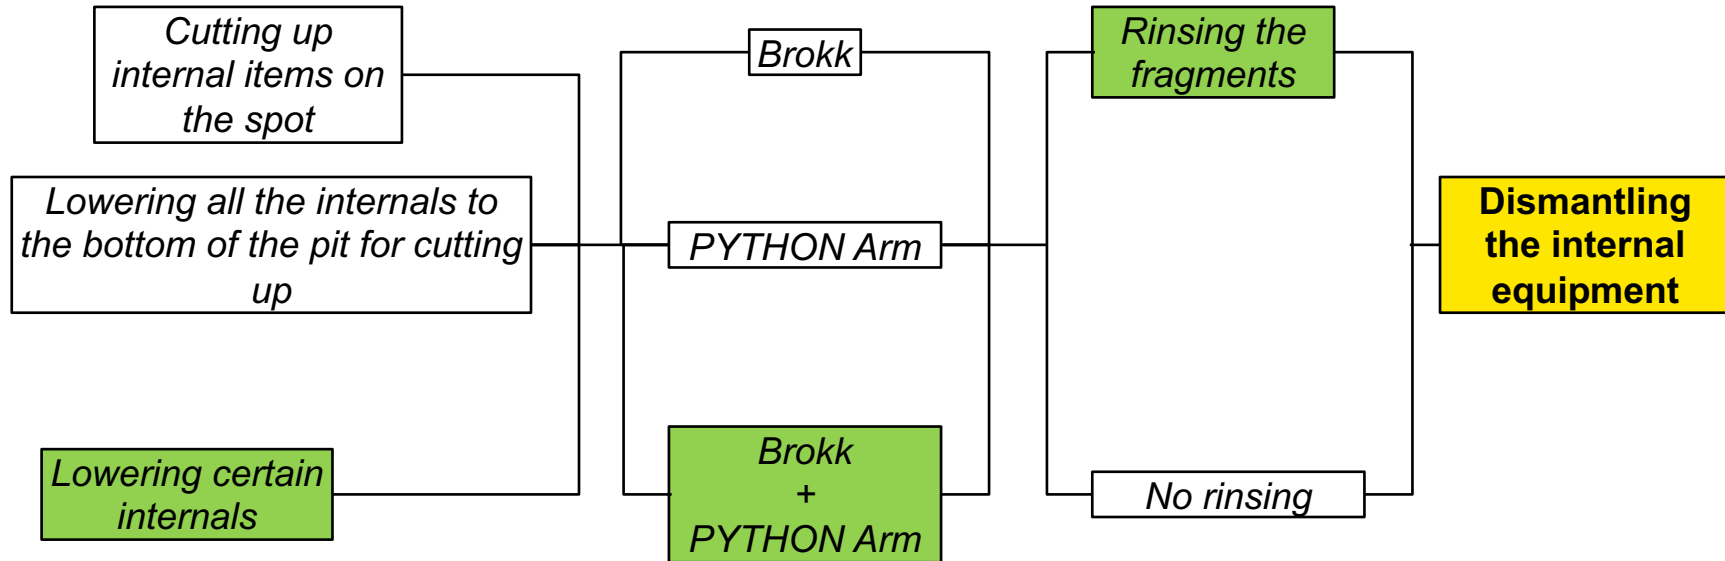 Cutting up
internal items on
the spot
Lowering all the internals to
the bottom of the pit for cutting
up
Lowering certain
internals
Brokk
PYTHON Arm
Brokk
+
PYTHON Arm
Rinsing the
fragments
No rinsing
Dismantling
the internal
equipment